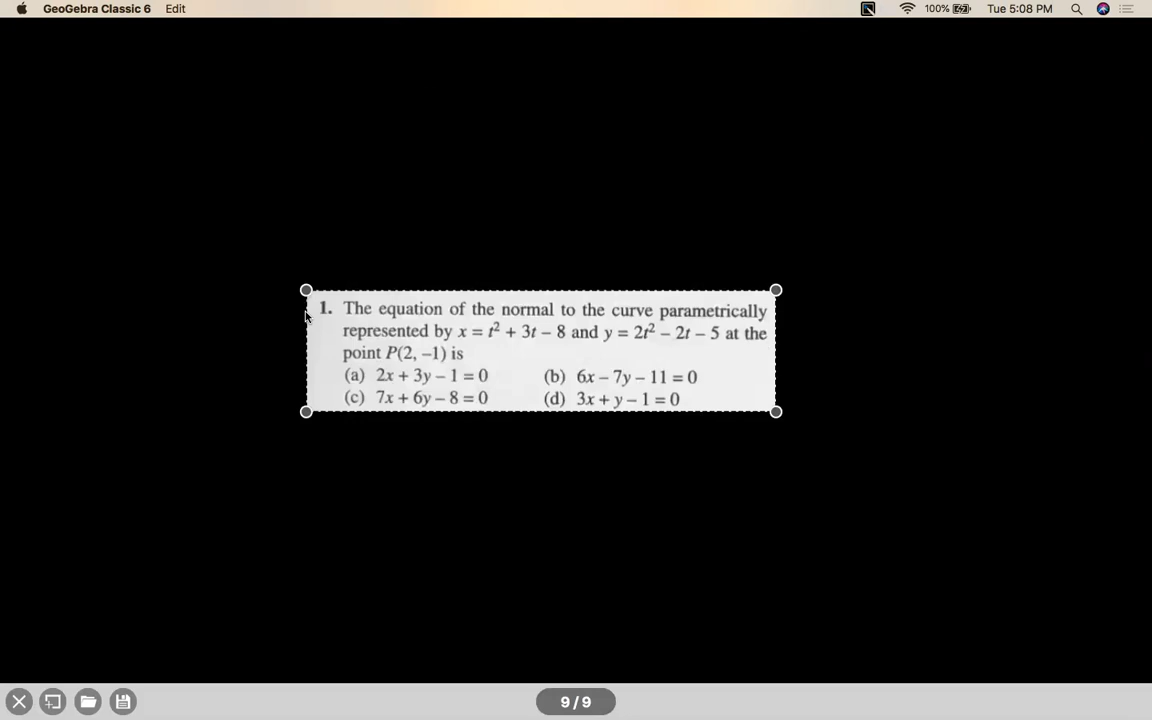 GeoGebra Classic 6 Edit 100% Tue 5:08 PM
1. The equation of the normal to the curve parametrically
represented by x = t² + 3t – 8 and y = 2t² – 2t – 5 at the
point P(2, –1) is
(a) 2x + 3y – 1 = 0 (b) 6x – 7y – 11 = 0
(c) 7x + 6y – 8 = 0 (d) 3x + y – 1 = 0
9 / 9